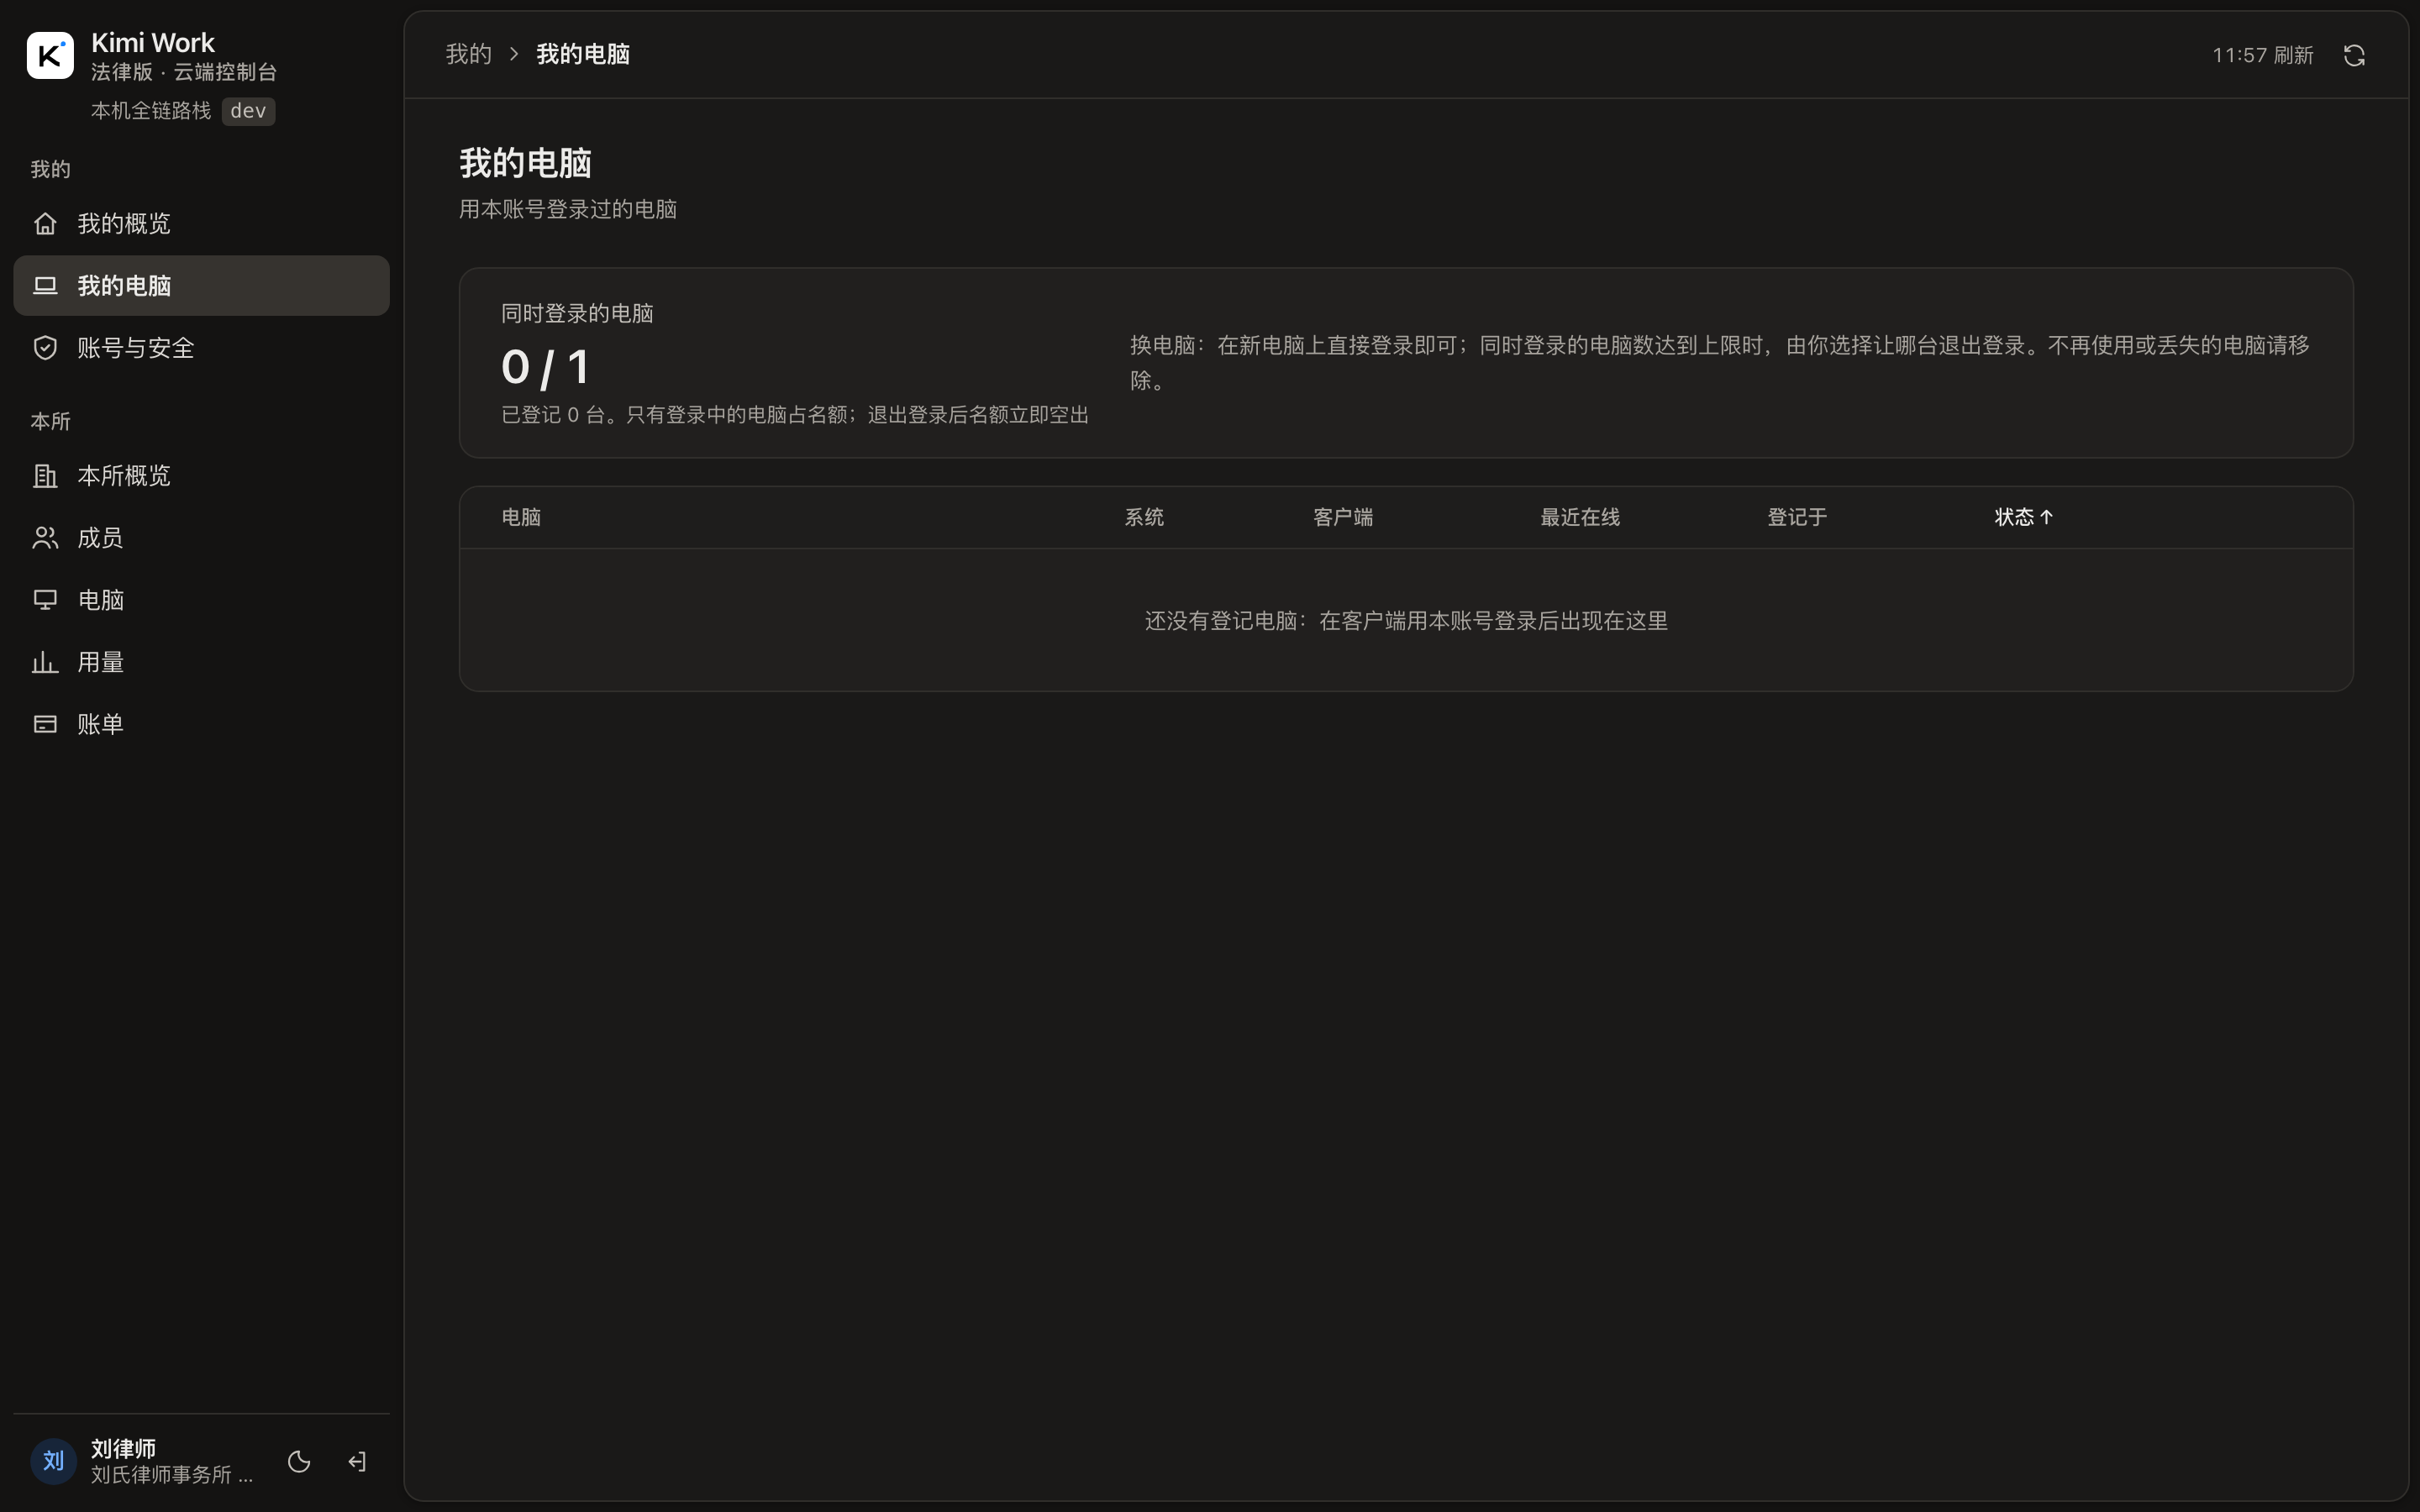 Kimi Work
法律版 · 云端控制台
本机全链路栈 dev
我的
我的概览
我的电脑
账号与安全
本所
本所概览
成员
电脑
用量
账单
刘
刘律师
刘氏律师事务所 ...
我的 > 我的电脑
11:57 刷新
我的电脑
用本账号登录过的电脑
同时登录的电脑
0 / 1
已登记 0 台。只有登录中的电脑占名额；退出登录后名额立即空出
换电脑：在新电脑上直接登录即可；同时登录的电脑数达到上限时，由你选择让哪台退出登录。不再使用或丢失的电脑请移
除。
电脑 系统 客户端 最近在线 登记于 状态 ↑
还没有登记电脑：在客户端用本账号登录后出现在这里